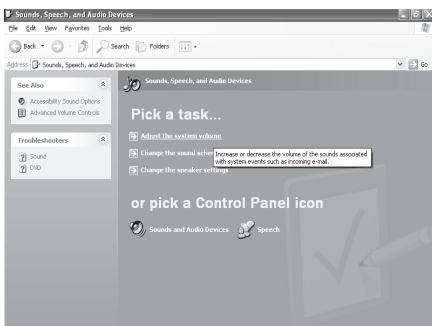 Sounds, Speech, and Audio Devices
File Edit View Favorites Tools Help
Back Search Folders
Address Sounds, Speech, and Audio Devices Go
See Also
Accessibility Sound Options
Advanced Volume Controls
Troubleshooters
Sound
DVD
Sounds, Speech, and Audio Devices
Pick a task...
Adjust the system volume
Change the sound schem
Increase or decrease the volume of the sounds associated
with system events such as incoming e-mail.
Change the speaker settings
or pick a Control Panel icon
Sounds and Audio Devices Speech